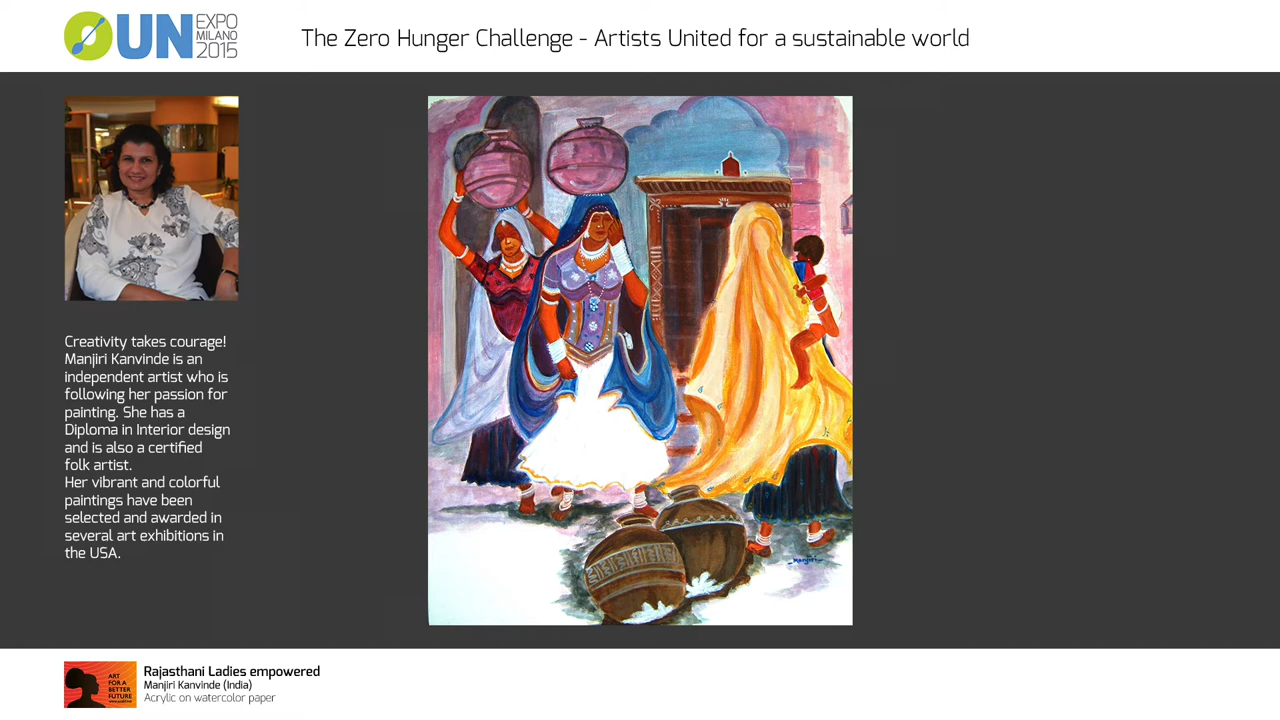 UN EXPO MILANO 2015
The Zero Hunger Challenge - Artists United for a sustainable world
Creativity takes courage!
Manjiri Kanvinde is an
independent artist who is
following her passion for
painting. She has a
Diploma in Interior design
and is also a certified
folk artist.
Her vibrant and colorful
paintings have been
selected and awarded in
several art exhibitions in
the USA.
Manjiri
ART
FOR A
BETTER
FUTURE
Rajasthani Ladies empowered
Manjiri Kanvinde (India)
Acrylic on watercolor paper